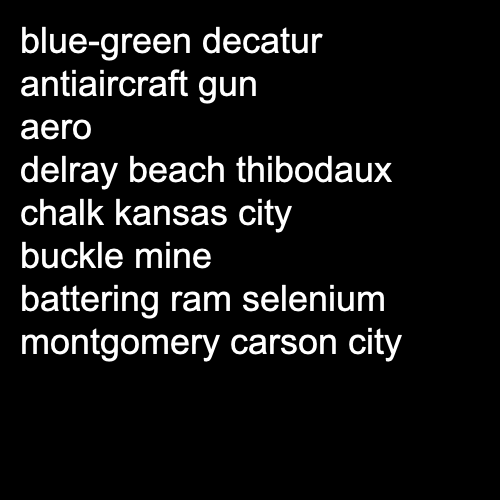 blue-green decatur
antiaircraft gun
aero
delray beach thibodaux
chalk kansas city
buckle mine
battering ram selenium
montgomery carson city